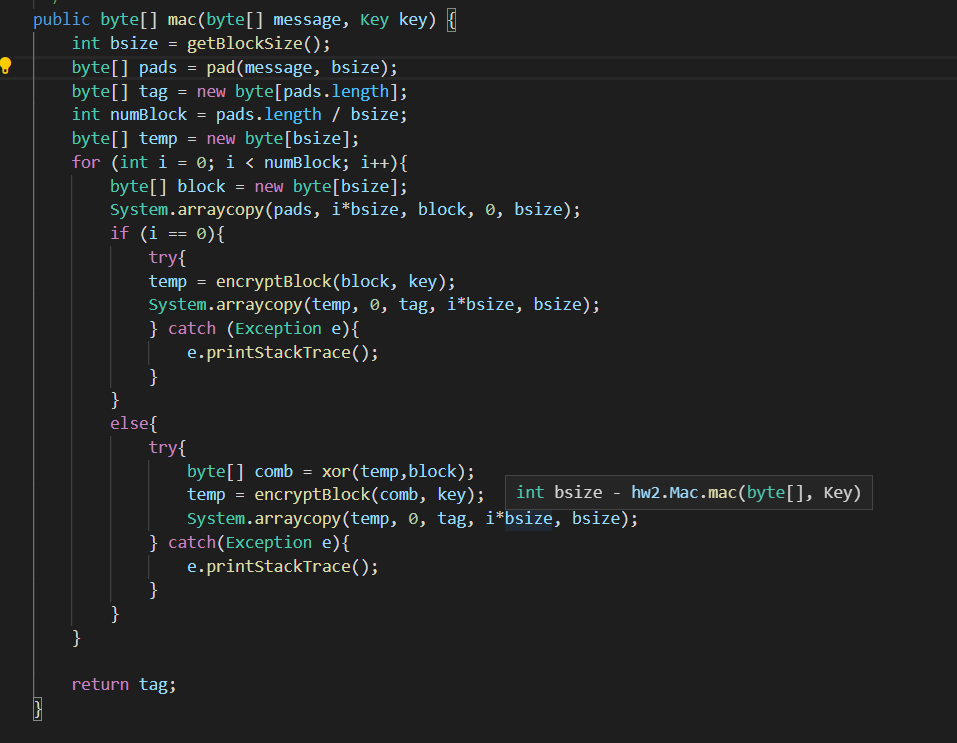 public byte[] mac(byte[] message, Key key) {
    int bsize = getBlockSize();
    byte[] pads = pad(message, bsize);
    byte[] tag = new byte[pads.length];
    int numBlock = pads.length / bsize;
    byte[] temp = new byte[bsize];
    for (int i = 0; i < numBlock; i++){
        byte[] block = new byte[bsize];
        System.arraycopy(pads, i*bsize, block, 0, bsize);
        if (i == 0){
            try{
            temp = encryptBlock(block, key);
            System.arraycopy(temp, 0, tag, i*bsize, bsize);
            } catch (Exception e){
                e.printStackTrace();
            }
        }
        else{
            try{
                byte[] comb = xor(temp,block);
                temp = encryptBlock(comb, key);
int bsize - hw2.Mac.mac(byte[], Key)
                System.arraycopy(temp, 0, tag, i*bsize, bsize);
            } catch(Exception e){
                e.printStackTrace();
            }
        }
    }
    return tag;
}